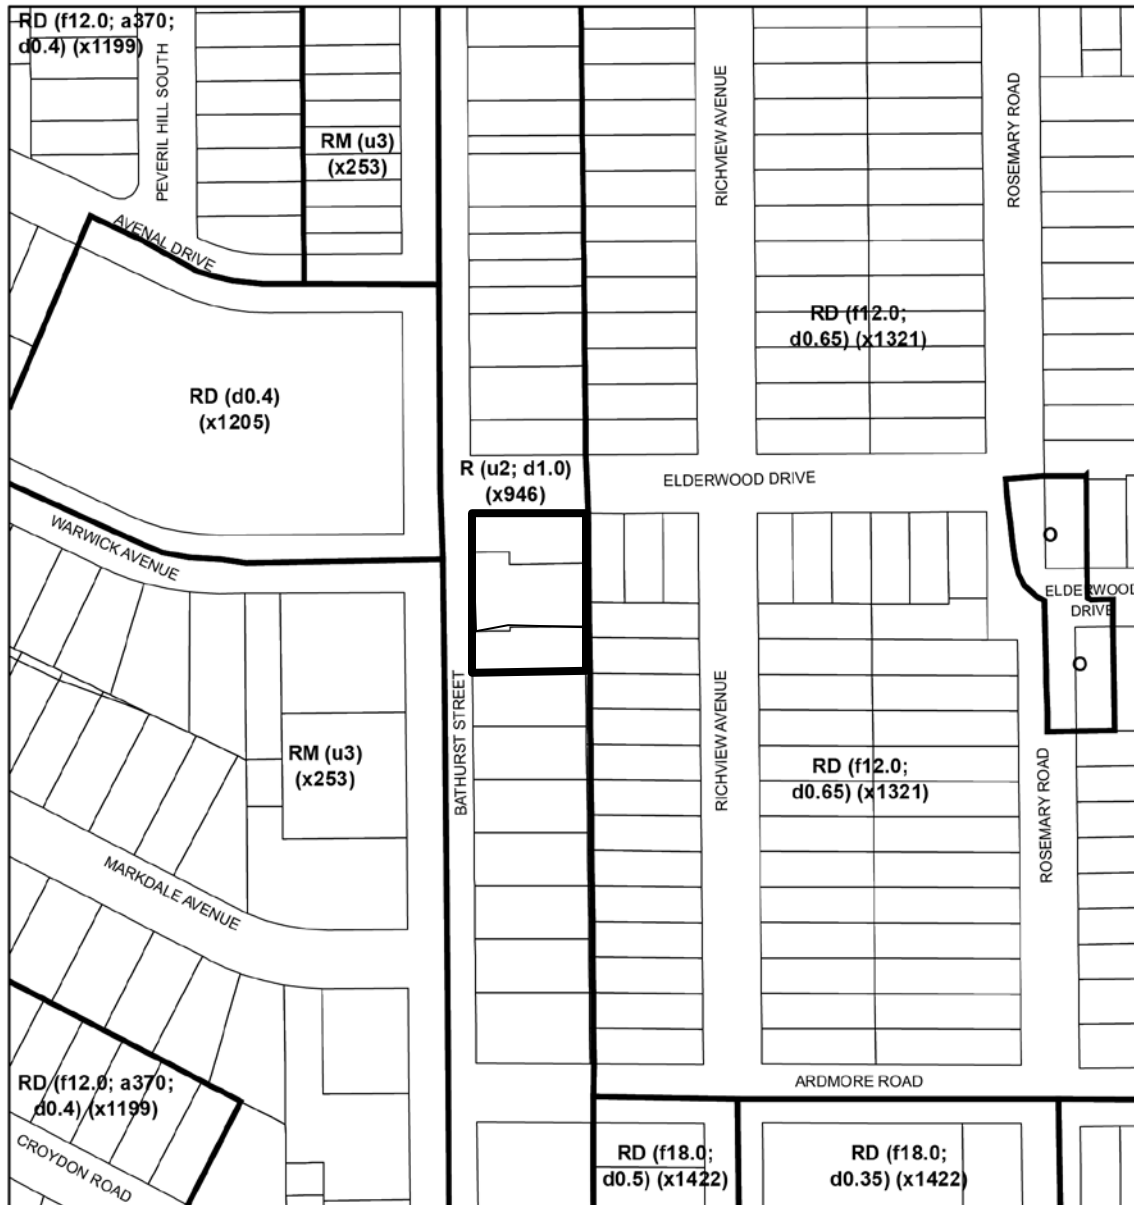 RD (f12.0; a370;
d0.4) (x1199)
PEVERIL HILL SOUTH
RM (u3)
(x253)
RICHVIEW AVENUE
ROSEMARY ROAD
AVENAL DRIVE
RD (f12.0;
d0.65) (x1321)
RD (d0.4)
(x1205)
R (u2; d1.0)
(x946)
ELDERWOOD DRIVE
WARWICK AVENUE
ELDERWOOD
DRIVE
BATHURST STREET
RICHVIEW AVENUE
RM (u3)
(x253)
RD (f12.0;
d0.65) (x1321)
ROSEMARY ROAD
MARKDALE AVENUE
RD (f12.0; a370;
d0.4) (x1199)
ARDMORE ROAD
CROYDON ROAD
RD (f18.0;
d0.5) (x1422)
RD (f18.0;
d0.35) (x1422)